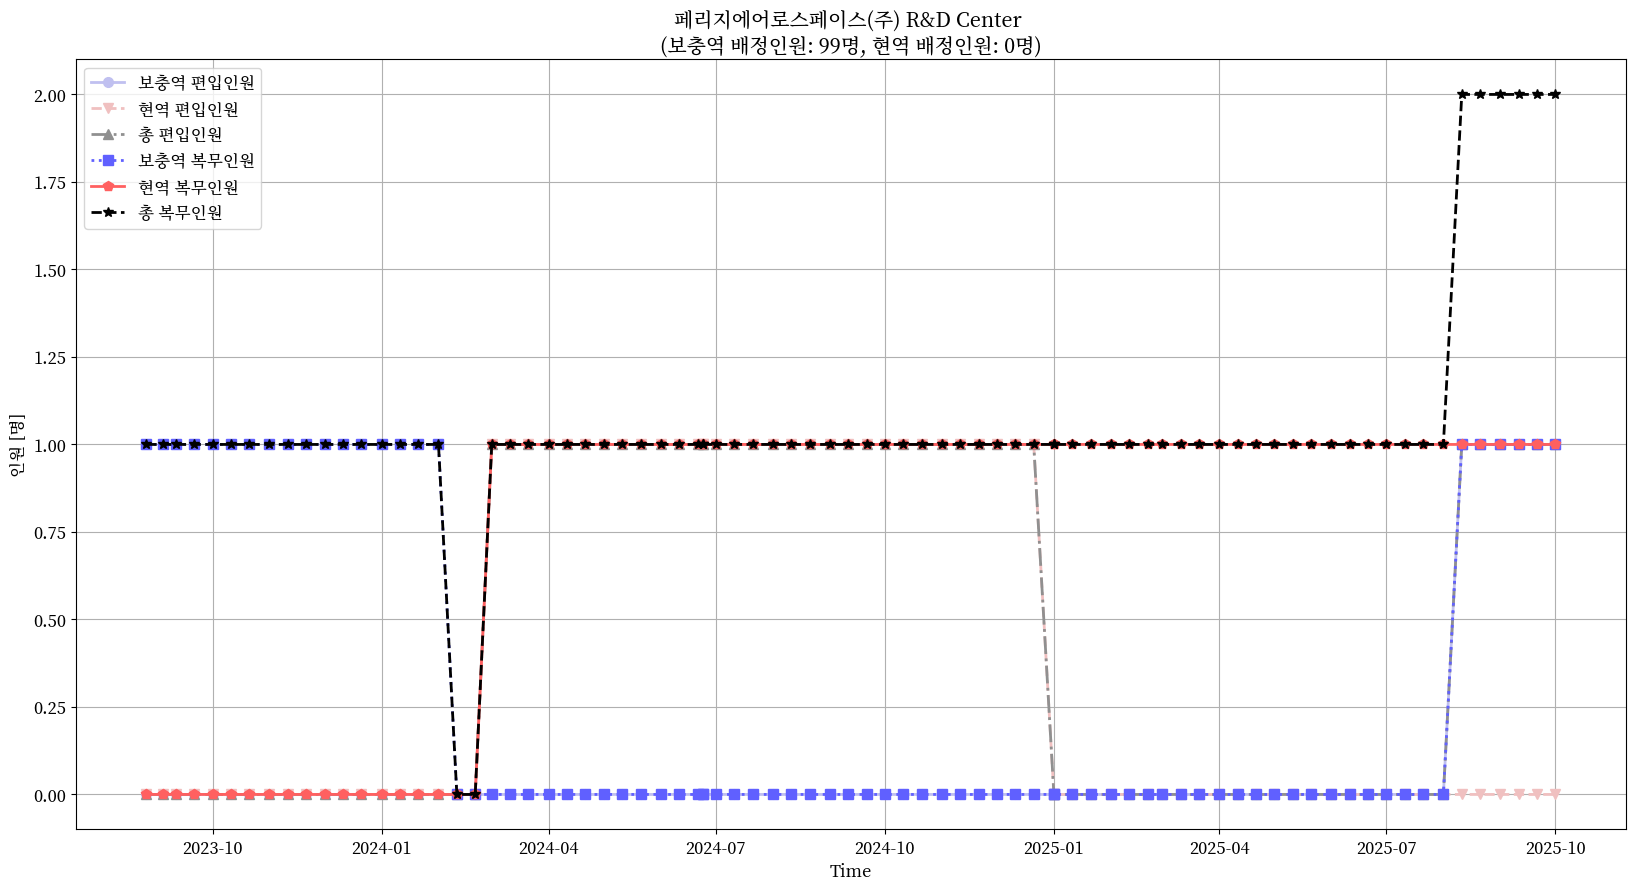 페리지에어로스페이스(주) R&D Center
(보충역 배정인원: 99명, 현역 배정인원: 0명)
보충역 편입인원
현역 편입인원
총 편입인원
보충역 복무인원
현역 복무인원
총 복무인원
2.00
1.75
1.50
1.25
1.00
0.75
0.50
0.25
0.00
인원 [명]
2023-10 2024-01 2024-04 2024-07 2024-10 2025-01 2025-04 2025-07 2025-10
Time